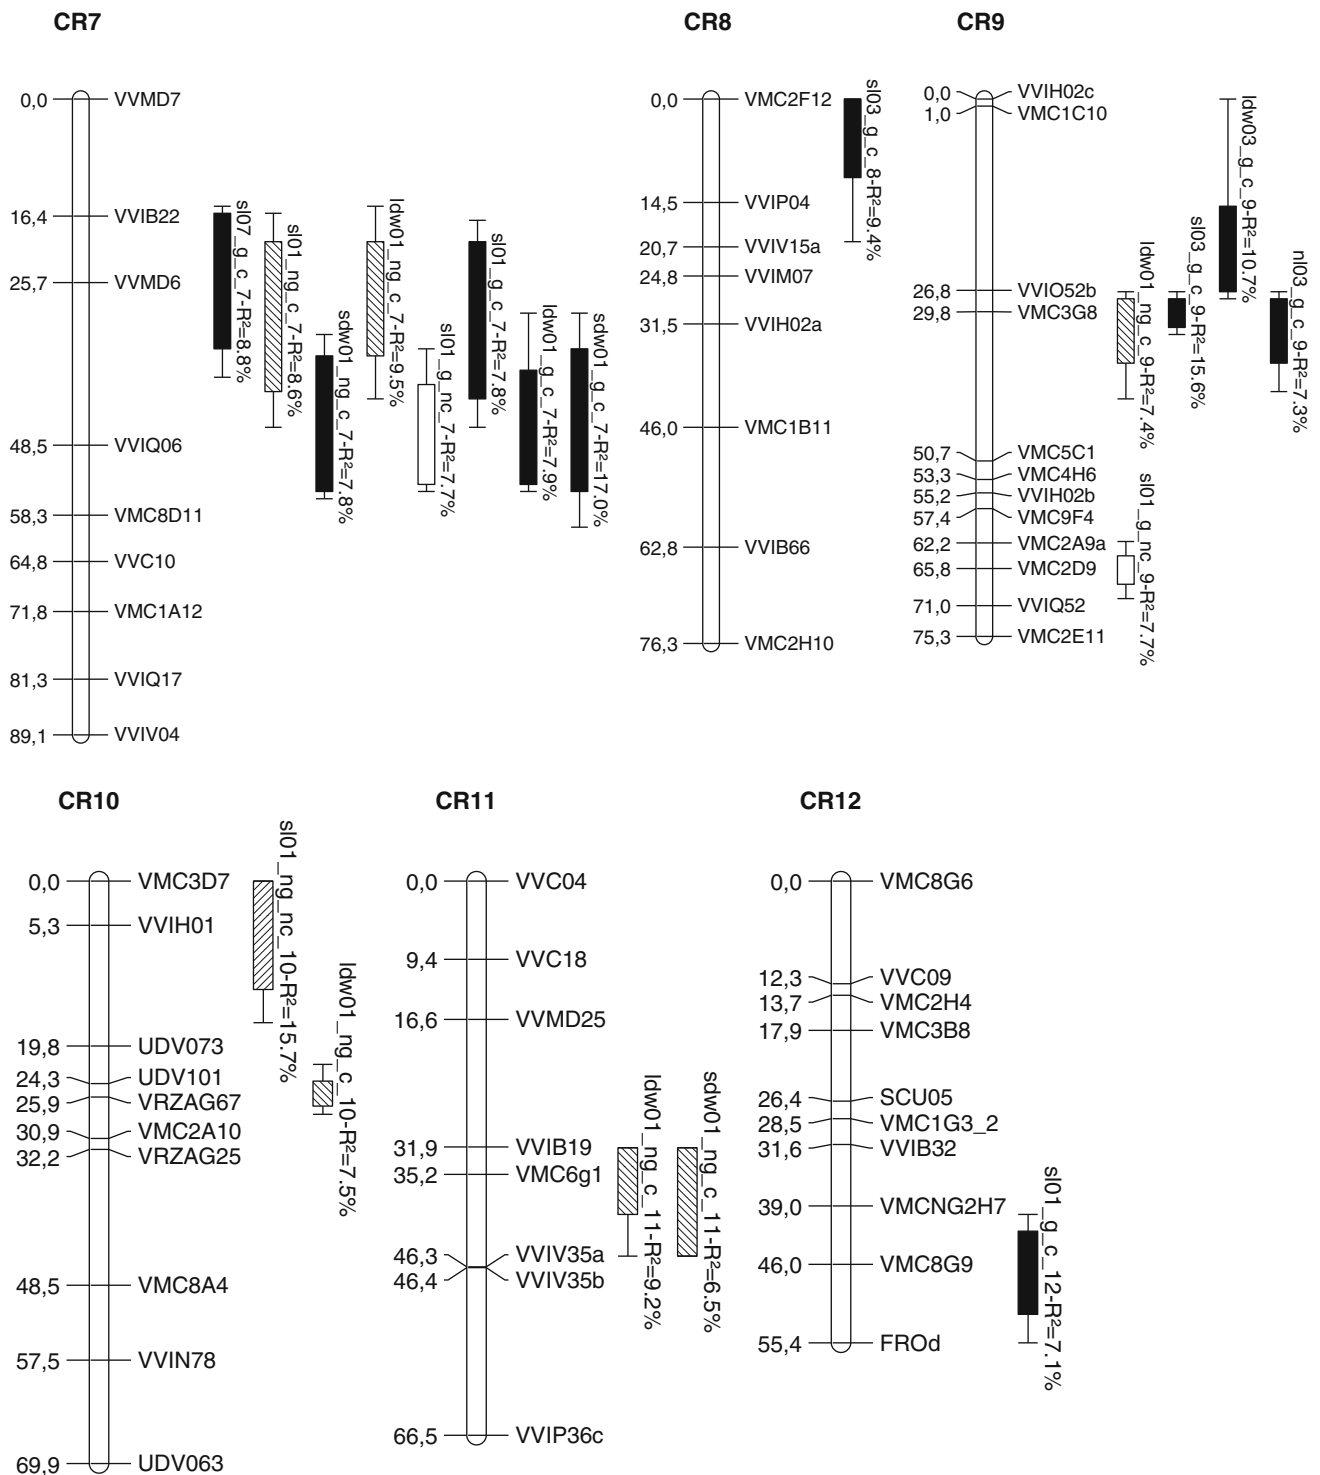 CR7
0,0 VVMD7
16,4 VVIB22
25,7 VVMD6
48,5 VVIQ06
58,3 VMC8D11
64,8 VVC10
71,8 VMC1A12
81,3 VVIQ17
89,1 VVIV04
sl07_g_c_7-R²=8.8%
sl01_ng_c_7-R²=8.6%
sdw01_ng_c_7-R²=7.8%
ldw01_ng_c_7-R²=9.5%
sl01_g_nc_7-R²=7.7%
sl01_g_c_7-R²=7.8%
ldw01_g_c_7-R²=7.9%
sdw01_g_c_7-R²=17.0%
CR8
0,0 VMC2F12
14,5 VVIP04
20,7 VVIV15a
24,8 VVIM07
31,5 VVIH02a
46,0 VMC1B11
62,8 VVIB66
76,3 VMC2H10
sl03_g_c_8-R²=9.4%
CR9
0,0 VVIH02c
1,0 VMC1C10
26,8 VVIO52b
29,8 VMC3G8
50,7 VMC5C1
53,3 VMC4H6
55,2 VVIH02b
57,4 VMC9F4
62,2 VMC2A9a
65,8 VMC2D9
71,0 VVIQ52
75,3 VMC2E11
ldw01_ng_c_9-R²=7.4%
sl01_g_nc_9-R²=7.7%
sl03_g_c_9-R²=15.6%
ldw03_g_c_9-R²=10.7%
nl03_g_c_9-R²=7.3%
CR10
0,0 VMC3D7
5,3 VVIH01
19,8 UDV073
24,3 UDV101
25,9 VRZAG67
30,9 VMC2A10
32,2 VRZAG25
48,5 VMC8A4
57,5 VVIN78
69,9 UDV063
sl01_ng_nc_10-R²=15.7%
ldw01_ng_c_10-R²=7.5%
CR11
0,0 VVC04
9,4 VVC18
16,6 VVMD25
31,9 VVIB19
35,2 VMC6g1
46,3 VVIV35a
46,4 VVIV35b
66,5 VVIP36c
ldw01_ng_c_11-R²=9.2%
sdw01_ng_c_11-R²=6.5%
CR12
0,0 VMC8G6
12,3 VVC09
13,7 VMC2H4
17,9 VMC3B8
26,4 SCU05
28,5 VMC1G3_2
31,6 VVIB32
39,0 VMCNG2H7
46,0 VMC8G9
55,4 FROd
sl01_g_c_12-R²=7.1%